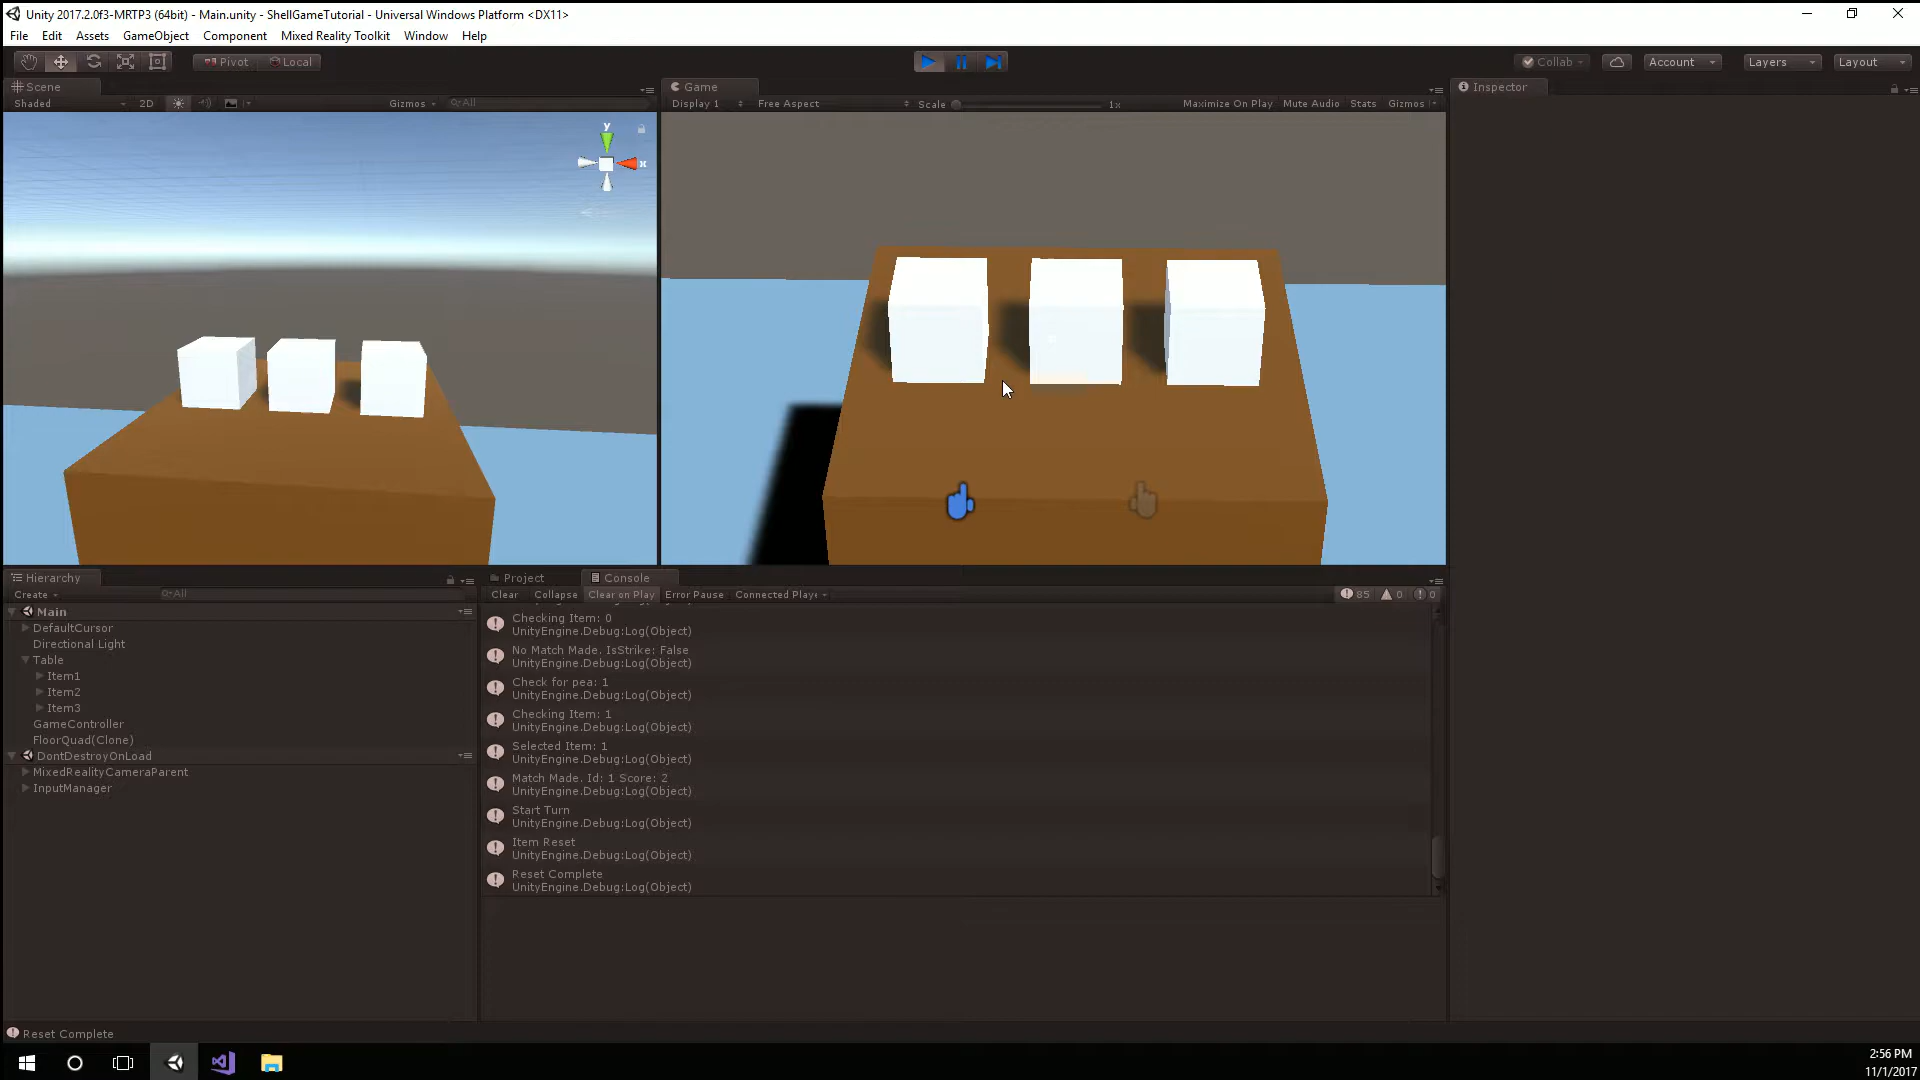 Unity 2017.2.0f3-MRTP3 (64bit) - Main.unity - ShellGameTutorial - Universal Windows Platform <DX11>
File Edit Assets GameObject Component Mixed Reality Toolkit Window Help
Pivot Local Collab Account Layers Layout
Scene Game Inspector
Shaded 2D Gizmos All Display 1 Free Aspect Scale 1x Maximize On Play Mute Audio Stats Gizmos
y
x
Hierarchy Project Console
Create All Clear Collapse Clear on Play Error Pause Connected Playe 85 0 0
Main
DefaultCursor
Directional Light
Table
Item1
Item2
Item3
GameController
FloorQuad(Clone)
DontDestroyOnLoad
MixedRealityCameraParent
InputManager
Checking Item: 0
UnityEngine.Debug:Log(Object)
No Match Made. IsStrike: False
UnityEngine.Debug:Log(Object)
Check for pea: 1
UnityEngine.Debug:Log(Object)
Checking Item: 1
UnityEngine.Debug:Log(Object)
Selected Item: 1
UnityEngine.Debug:Log(Object)
Match Made. Id: 1 Score: 2
UnityEngine.Debug:Log(Object)
Start Turn
UnityEngine.Debug:Log(Object)
Item Reset
UnityEngine.Debug:Log(Object)
Reset Complete
UnityEngine.Debug:Log(Object)
Reset Complete
2:56 PM
11/1/2017